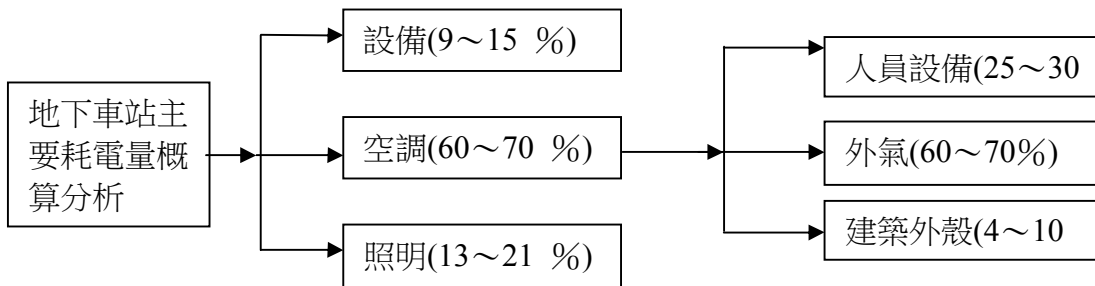 地下車站主
要耗電量概
算分析
設備(9～15 %)
空調(60～70 %)
照明(13～21 %)
人員設備(25～30
外氣(60～70%)
建築外殼(4～10